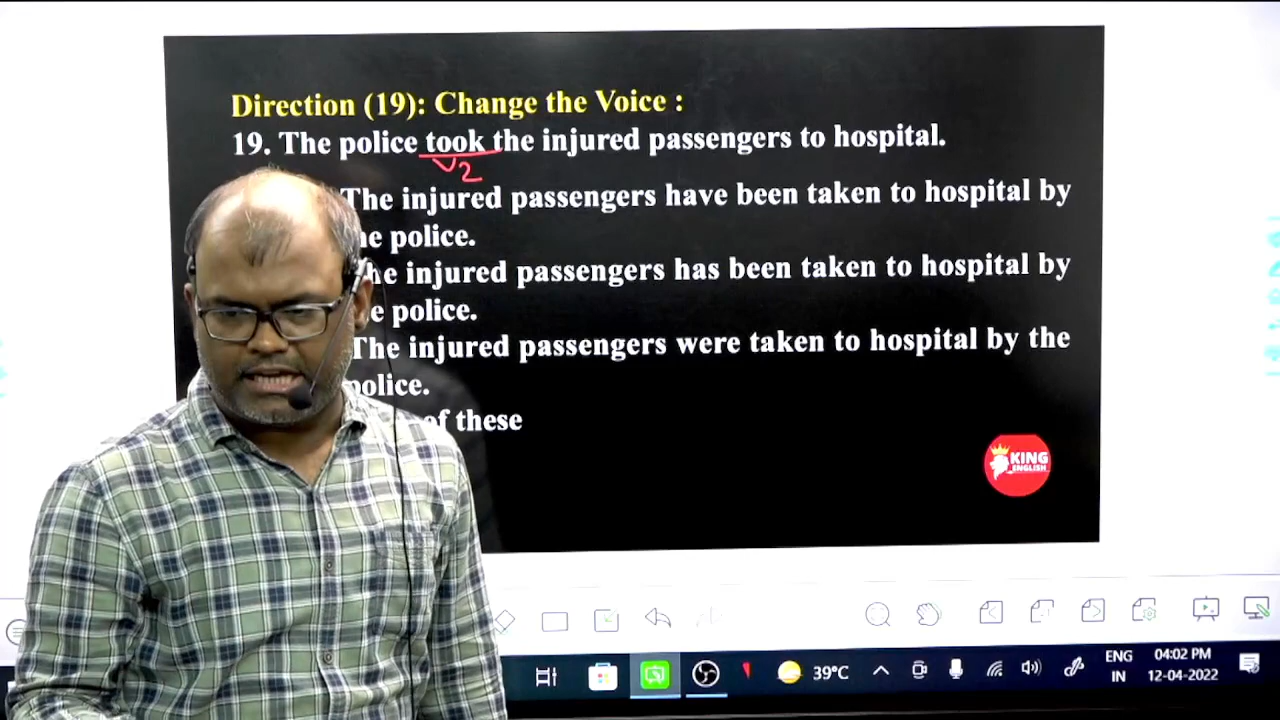 Direction (19): Change the Voice :
19. The police took the injured passengers to hospital.
V2
The injured passengers have been taken to hospital by
police.
injured passengers has been taken to hospital by
police.
The injured passengers were taken to hospital by the
police.
of these
KING
ENGLISH
39°C
ENG
IN
04:02 PM
12-04-2022